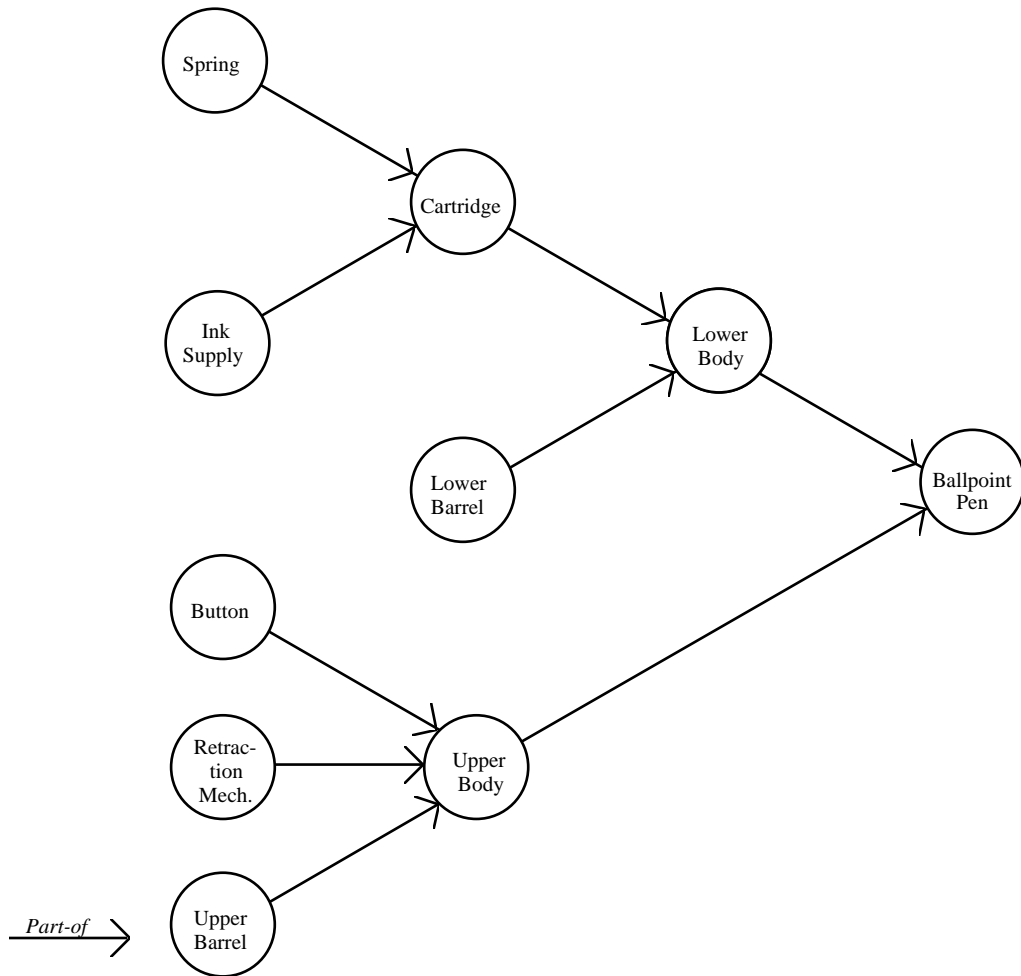 Spring
Cartridge
Ink
Supply
Lower
Body
Lower
Barrel
Ballpoint
Pen
Button
Retrac-
tion
Mech.
Upper
Body
Upper
Barrel
Part-of